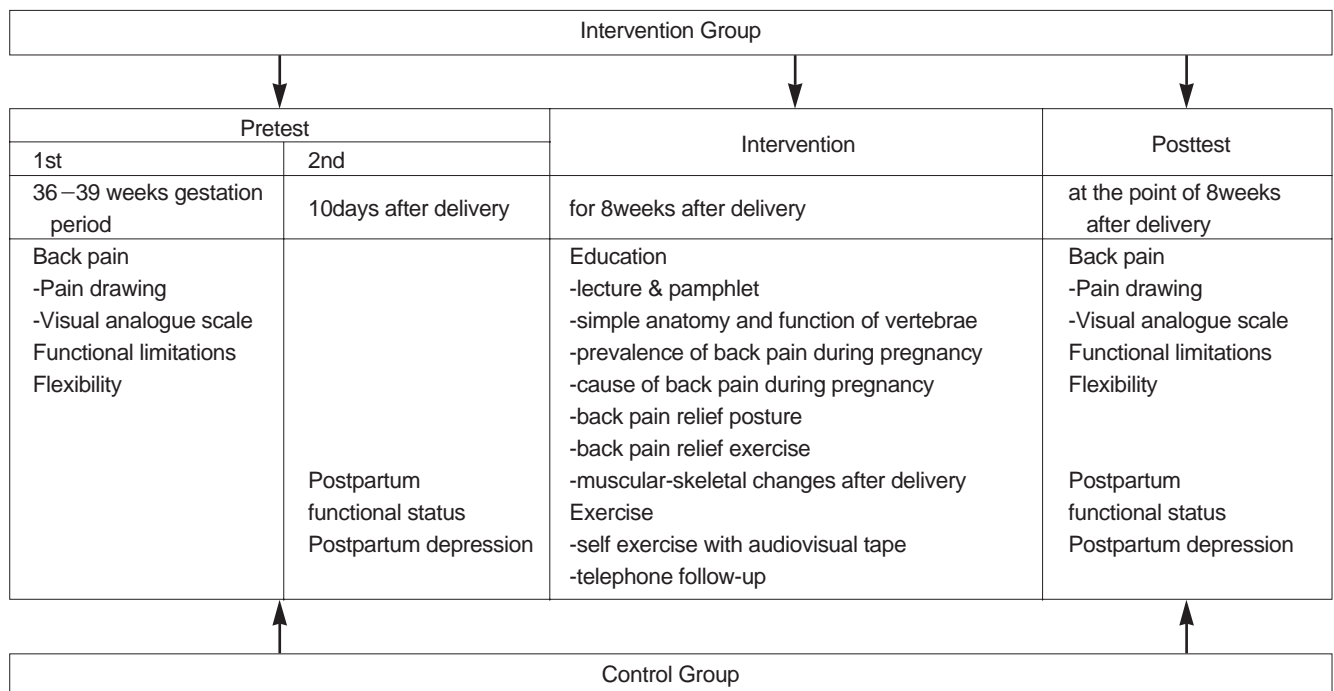 Intervention Group
Pretest
Intervention
Posttest
1st
2nd
36−39 weeks gestation
period
10days after delivery
for 8weeks after delivery
at the point of 8weeks
after delivery
Back pain
-Pain drawing
-Visual analogue scale
Functional limitations
Flexibility
Postpartum
functional status
Postpartum depression
Education
-lecture & pamphlet
-simple anatomy and function of vertebrae
-prevalence of back pain during pregnancy
-cause of back pain during pregnancy
-back pain relief posture
-back pain relief exercise
-muscular-skeletal changes after delivery
Exercise
-self exercise with audiovisual tape
-telephone follow-up
Back pain
-Pain drawing
-Visual analogue scale
Functional limitations
Flexibility
Postpartum
functional status
Postpartum depression
Control Group